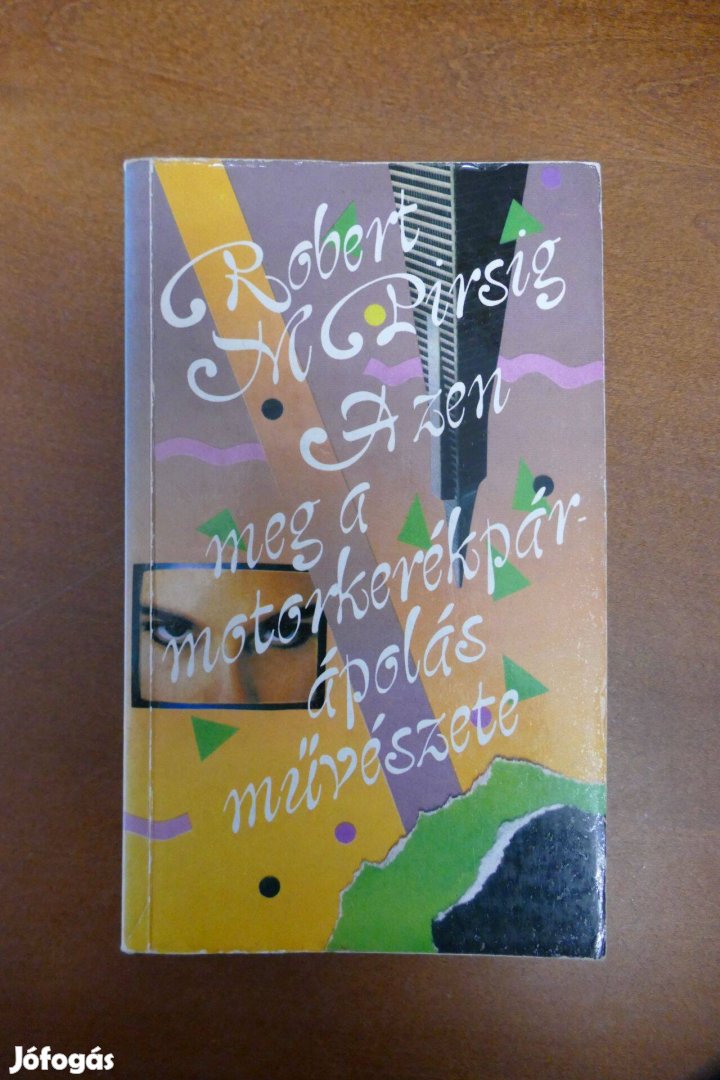 Robert
M Pirsig
A zen
meg a
motorkerékpár-
ápolás
művészete
Jófogás